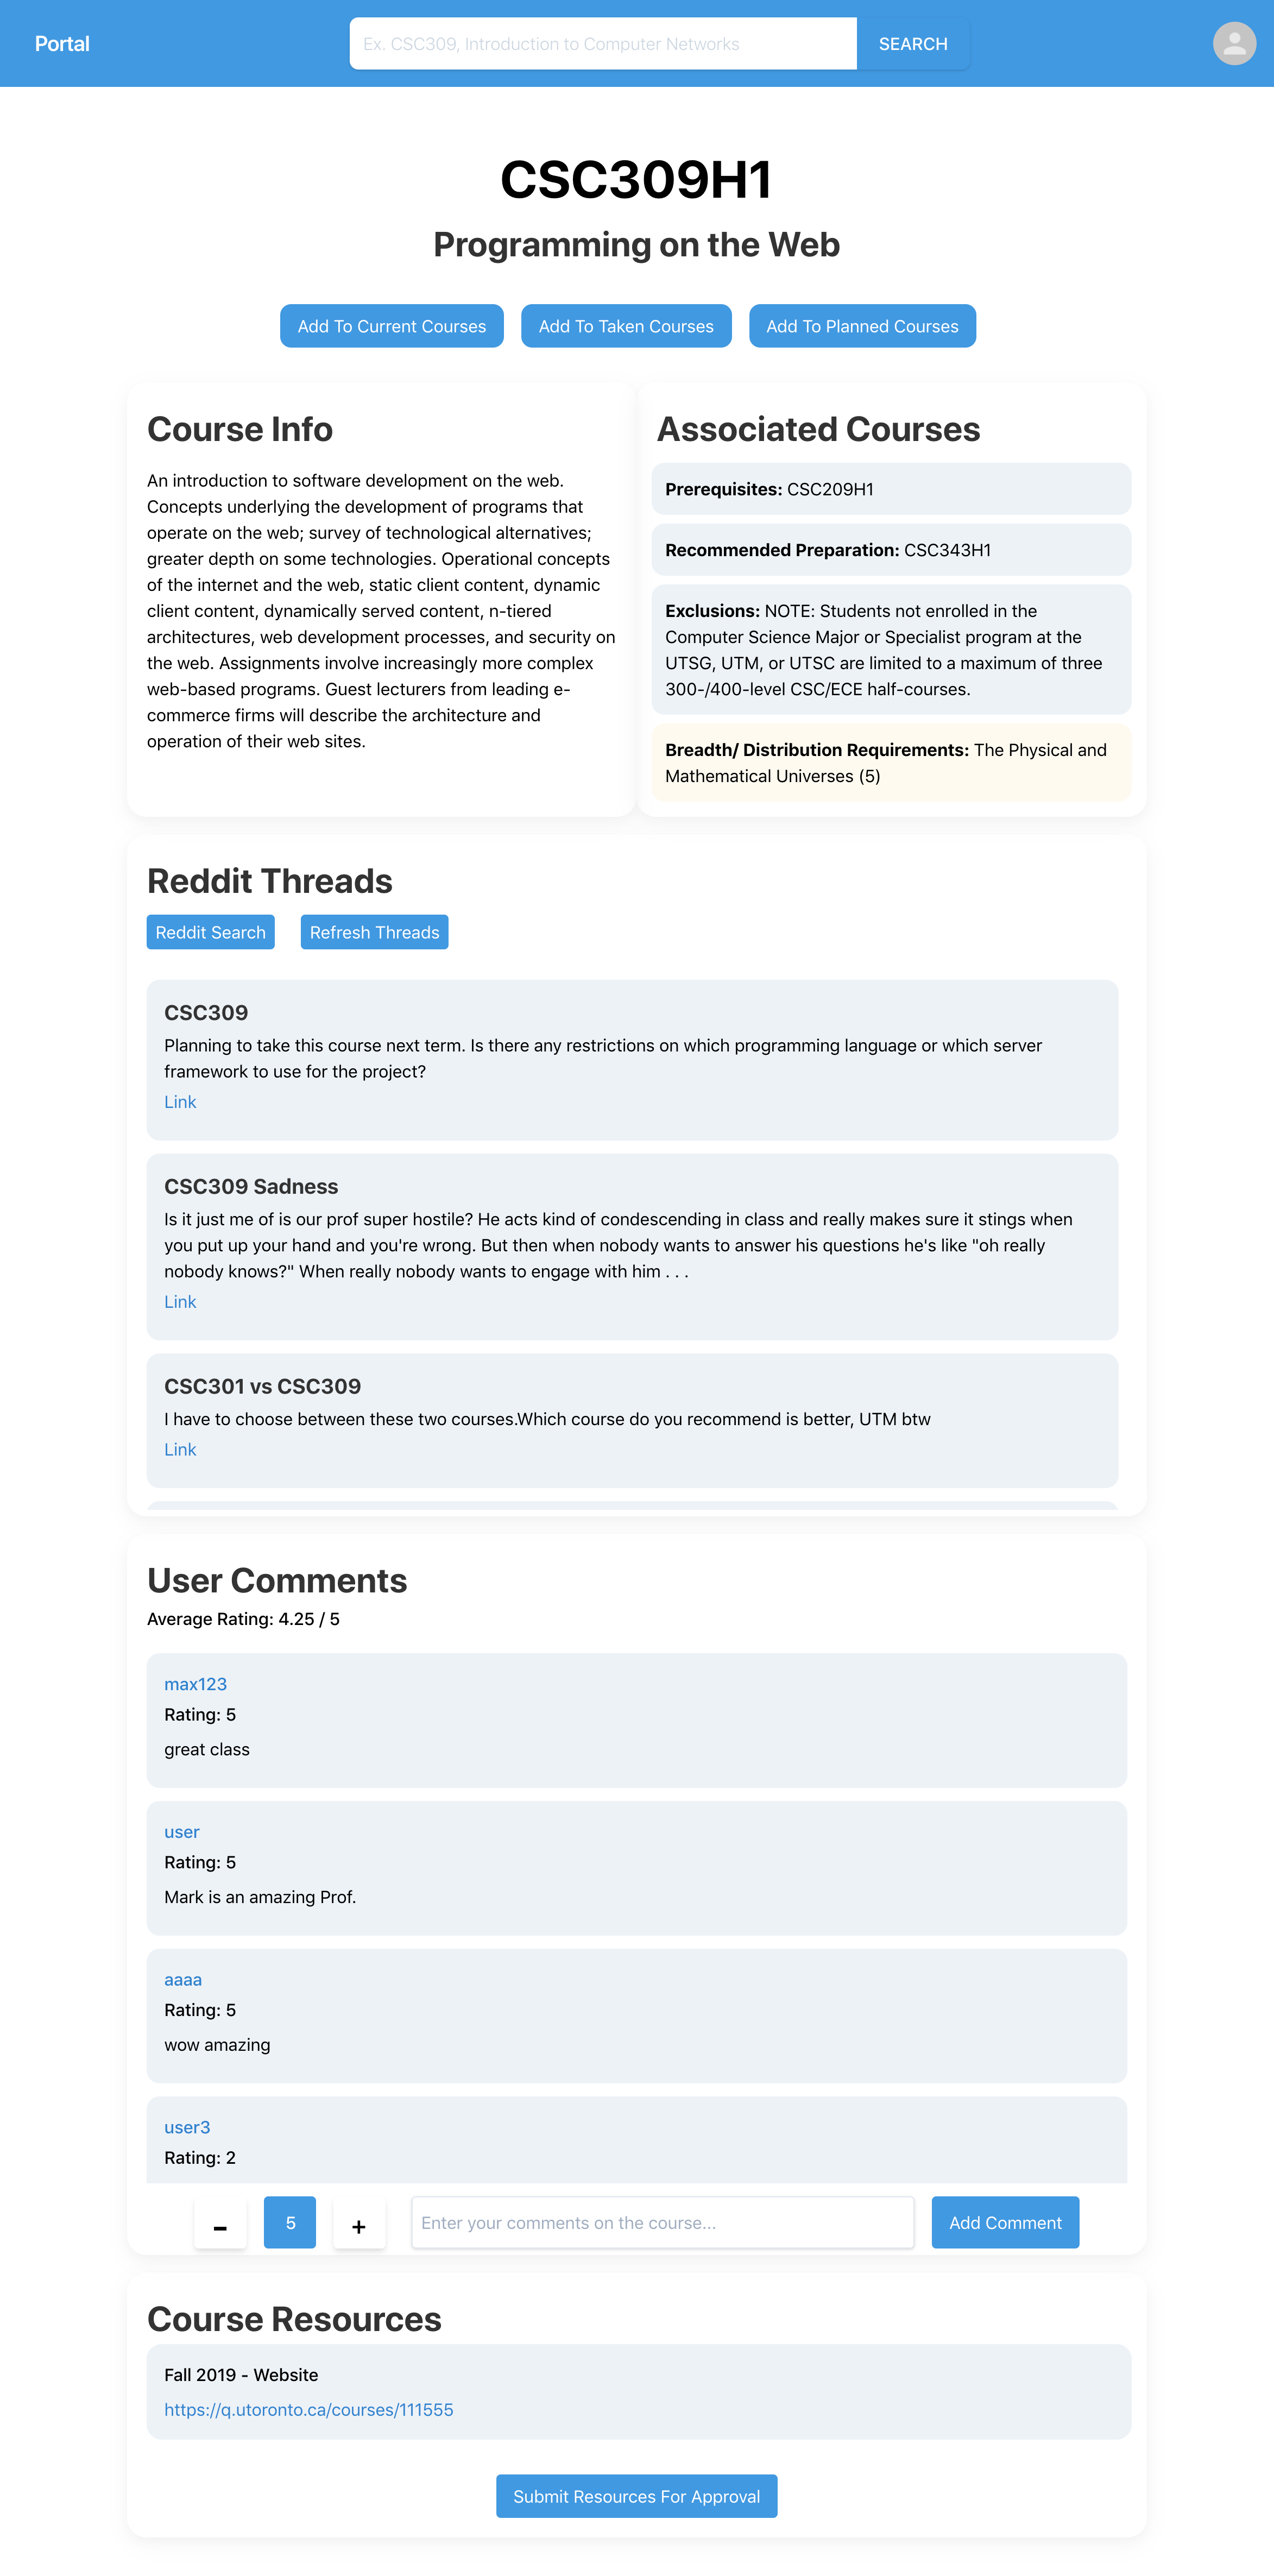 Portal
Ex. CSC309, Introduction to Computer Networks
SEARCH
CSC309H1
Programming on the Web
Add To Current Courses
Add To Taken Courses
Add To Planned Courses
Course Info
An introduction to software development on the web.
Concepts underlying the development of programs that
operate on the web; survey of technological alternatives;
greater depth on some technologies. Operational concepts
of the internet and the web, static client content, dynamic
client content, dynamically served content, n-tiered
architectures, web development processes, and security on
the web. Assignments involve increasingly more complex
web-based programs. Guest lecturers from leading e-
commerce firms will describe the architecture and
operation of their web sites.
Associated Courses
Prerequisites: CSC209H1
Recommended Preparation: CSC343H1
Exclusions: NOTE: Students not enrolled in the
Computer Science Major or Specialist program at the
UTSG, UTM, or UTSC are limited to a maximum of three
300-/400-level CSC/ECE half-courses.
Breadth/ Distribution Requirements: The Physical and
Mathematical Universes (5)
Reddit Threads
Reddit Search
Refresh Threads
CSC309
Planning to take this course next term. Is there any restrictions on which programming language or which server
framework to use for the project?
Link
CSC309 Sadness
Is it just me of is our prof super hostile? He acts kind of condescending in class and really makes sure it stings when
you put up your hand and you're wrong. But then when nobody wants to answer his questions he's like "oh really
nobody knows?" When really nobody wants to engage with him . . .
Link
CSC301 vs CSC309
I have to choose between these two courses.Which course do you recommend is better, UTM btw
Link
User Comments
Average Rating: 4.25 / 5
max123
Rating: 5
great class
user
Rating: 5
Mark is an amazing Prof.
aaaa
Rating: 5
wow amazing
user3
Rating: 2
-
5
+
Enter your comments on the course...
Add Comment
Course Resources
Fall 2019 - Website
https://q.utoronto.ca/courses/111555
Submit Resources For Approval